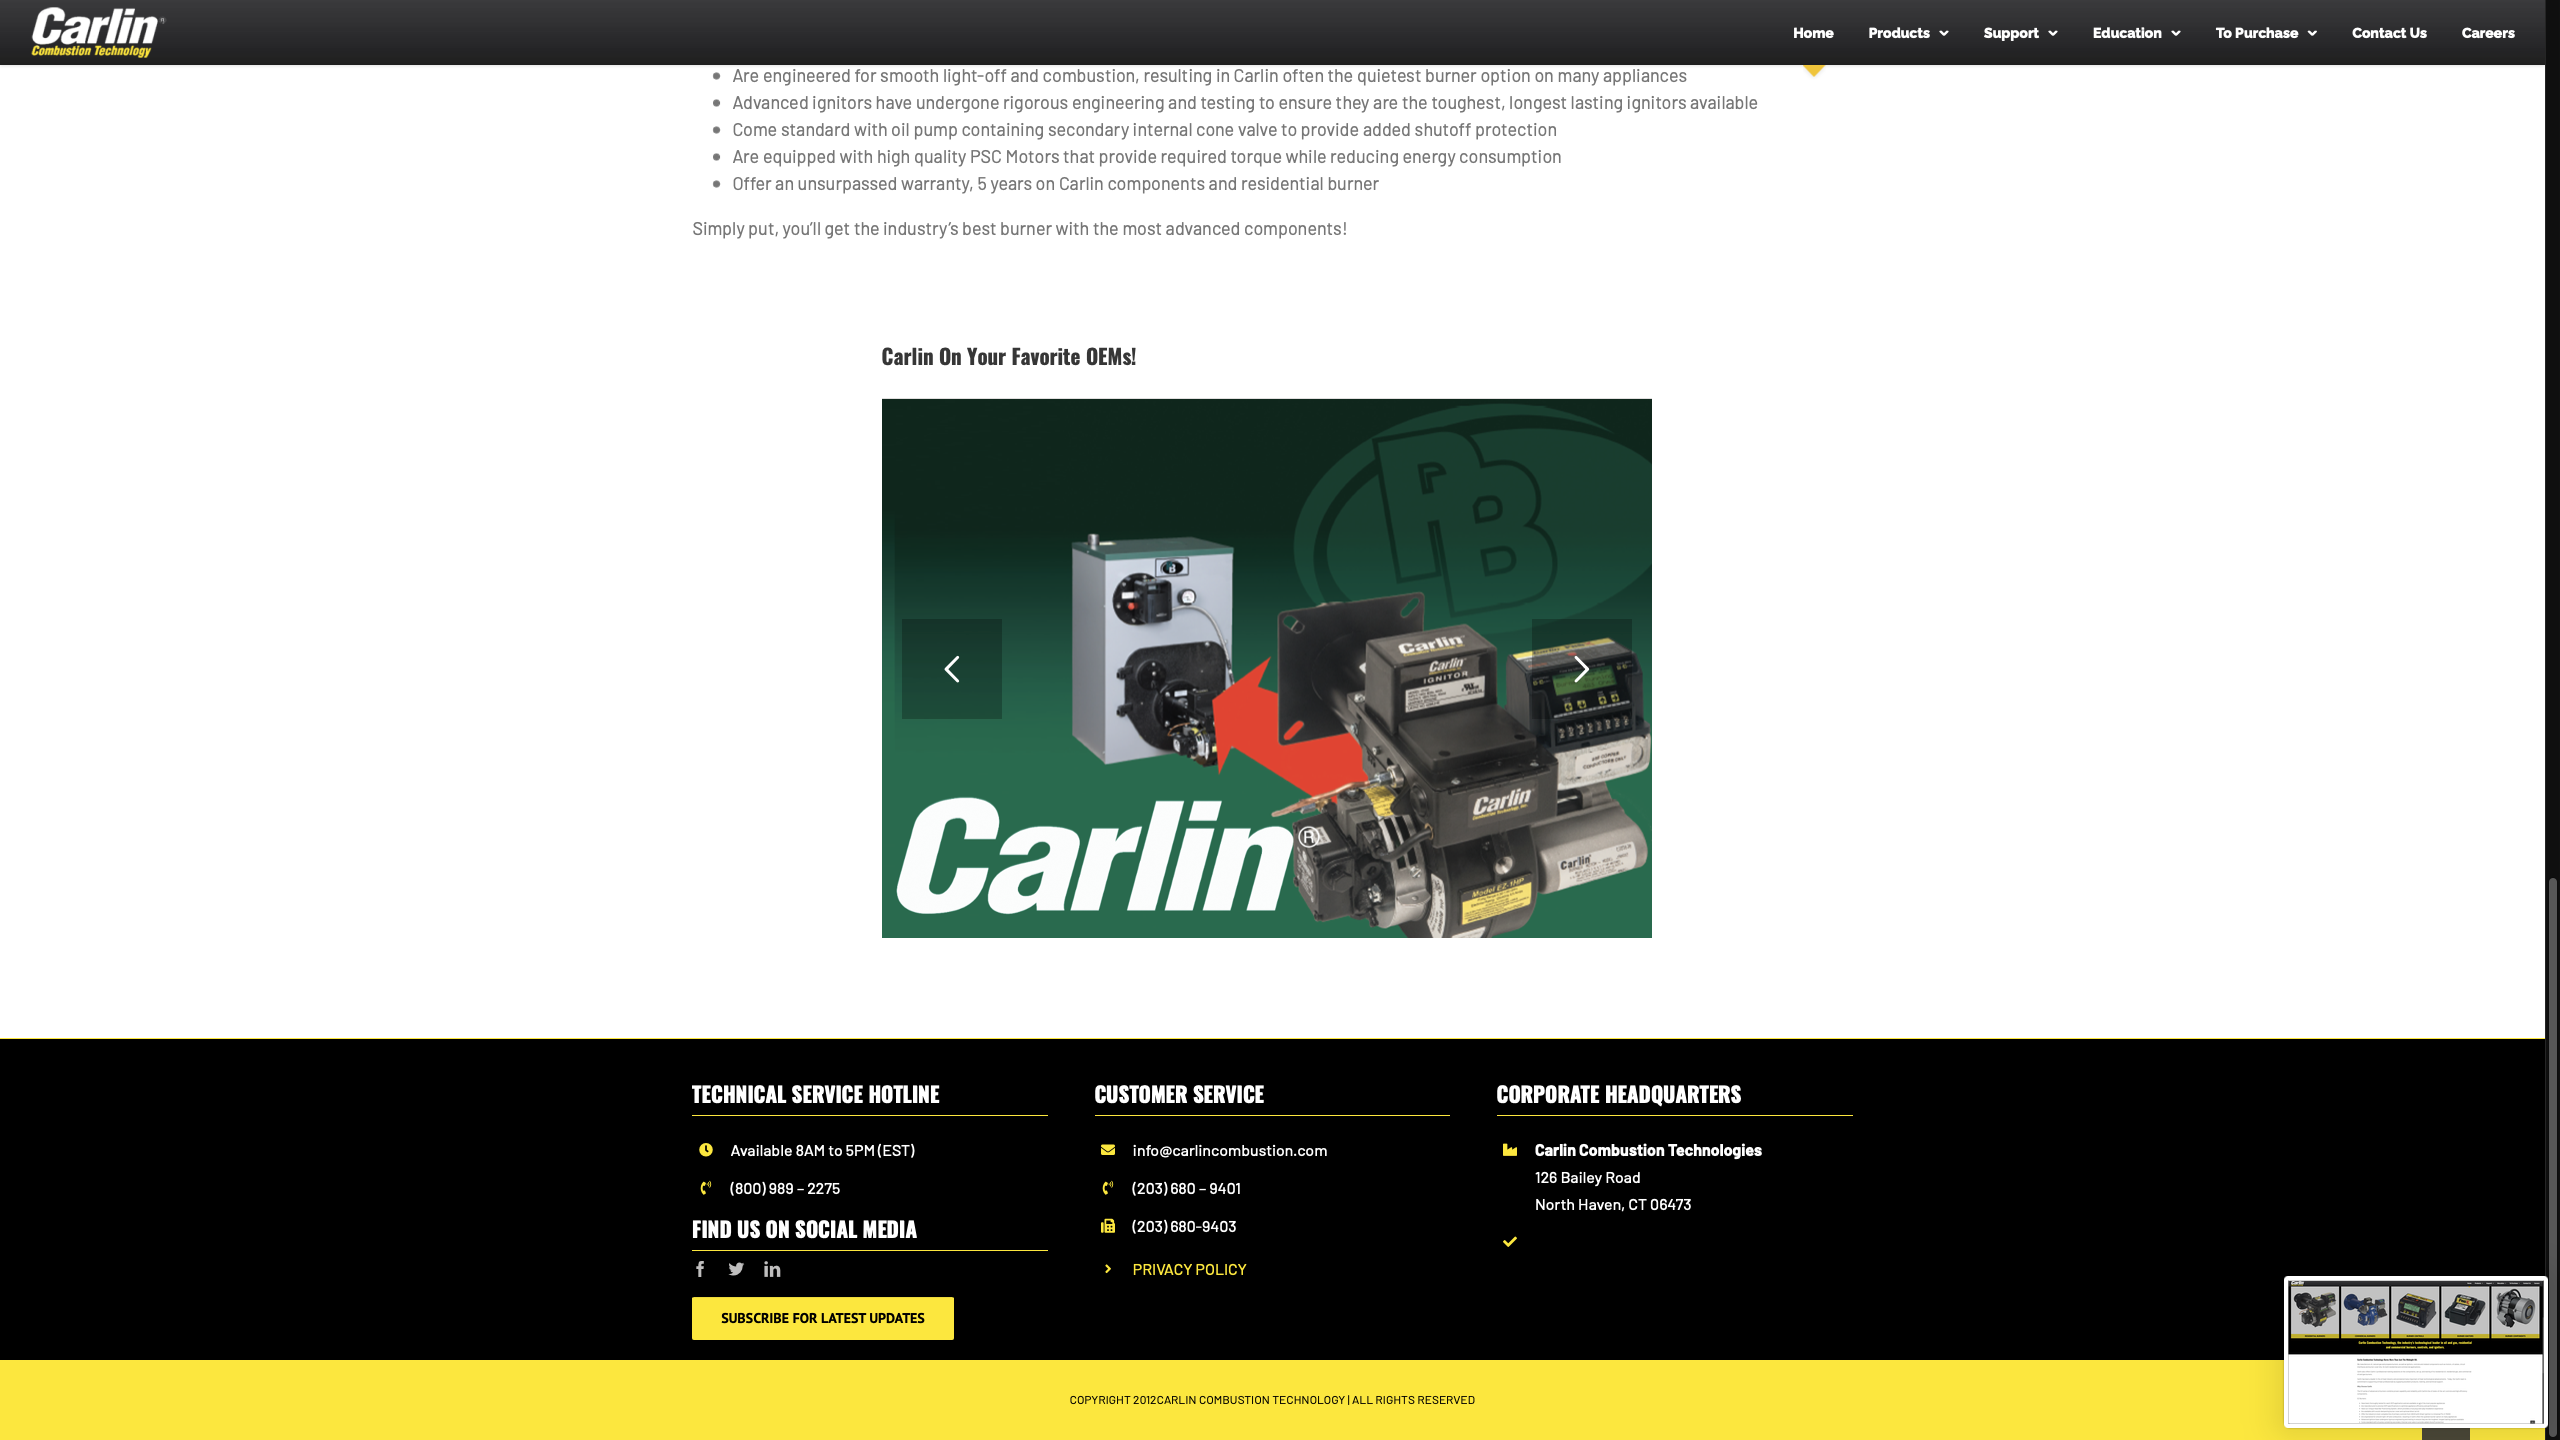 Carlin
Combustion Technology
Home
Products
Support
Education
To Purchase
Contact Us
Careers
Are engineered for smooth light-off and combustion, resulting in Carlin often the quietest burner option on many appliances
Advanced ignitors have undergone rigorous engineering and testing to ensure they are the toughest, longest lasting ignitors available
Come standard with oil pump containing secondary internal cone valve to provide added shutoff protection
Are equipped with high quality PSC Motors that provide required torque while reducing energy consumption
Offer an unsurpassed warranty, 5 years on Carlin components and residential burner
Simply put, you’ll get the industry’s best burner with the most advanced components!
Carlin On Your Favorite OEMs!
PB
Carlin
Carlin
IGNITOR
Carlin
Carlin
Model EZ-1HP
Carlin®
TECHNICAL SERVICE HOTLINE
Available 8AM to 5PM (EST)
(800) 989 – 2275
FIND US ON SOCIAL MEDIA
SUBSCRIBE FOR LATEST UPDATES
CUSTOMER SERVICE
info@carlincombustion.com
(203) 680 – 9401
(203) 680-9403
PRIVACY POLICY
CORPORATE HEADQUARTERS
Carlin Combustion Technologies
126 Bailey Road
North Haven, CT 06473
COPYRIGHT 2012CARLIN COMBUSTION TECHNOLOGY | ALL RIGHTS RESERVED